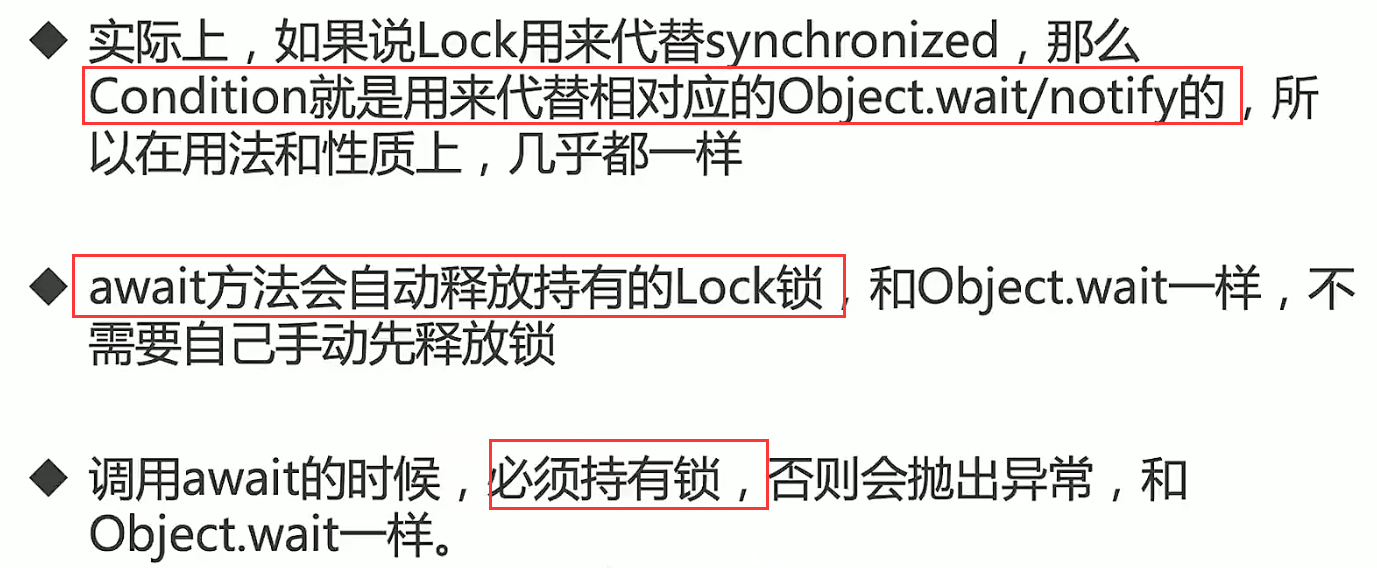 ◆ 实际上，如果说Lock用来代替synchronized，那么
Condition就是用来代替相对应的Object.wait/notify的，所
以在用法和性质上，几乎都一样
◆ await方法会自动释放持有的Lock锁，和Object.wait一样，不
需要自己手动先释放锁
◆ 调用await的时候，必须持有锁，否则会抛出异常，和
Object.wait一样。